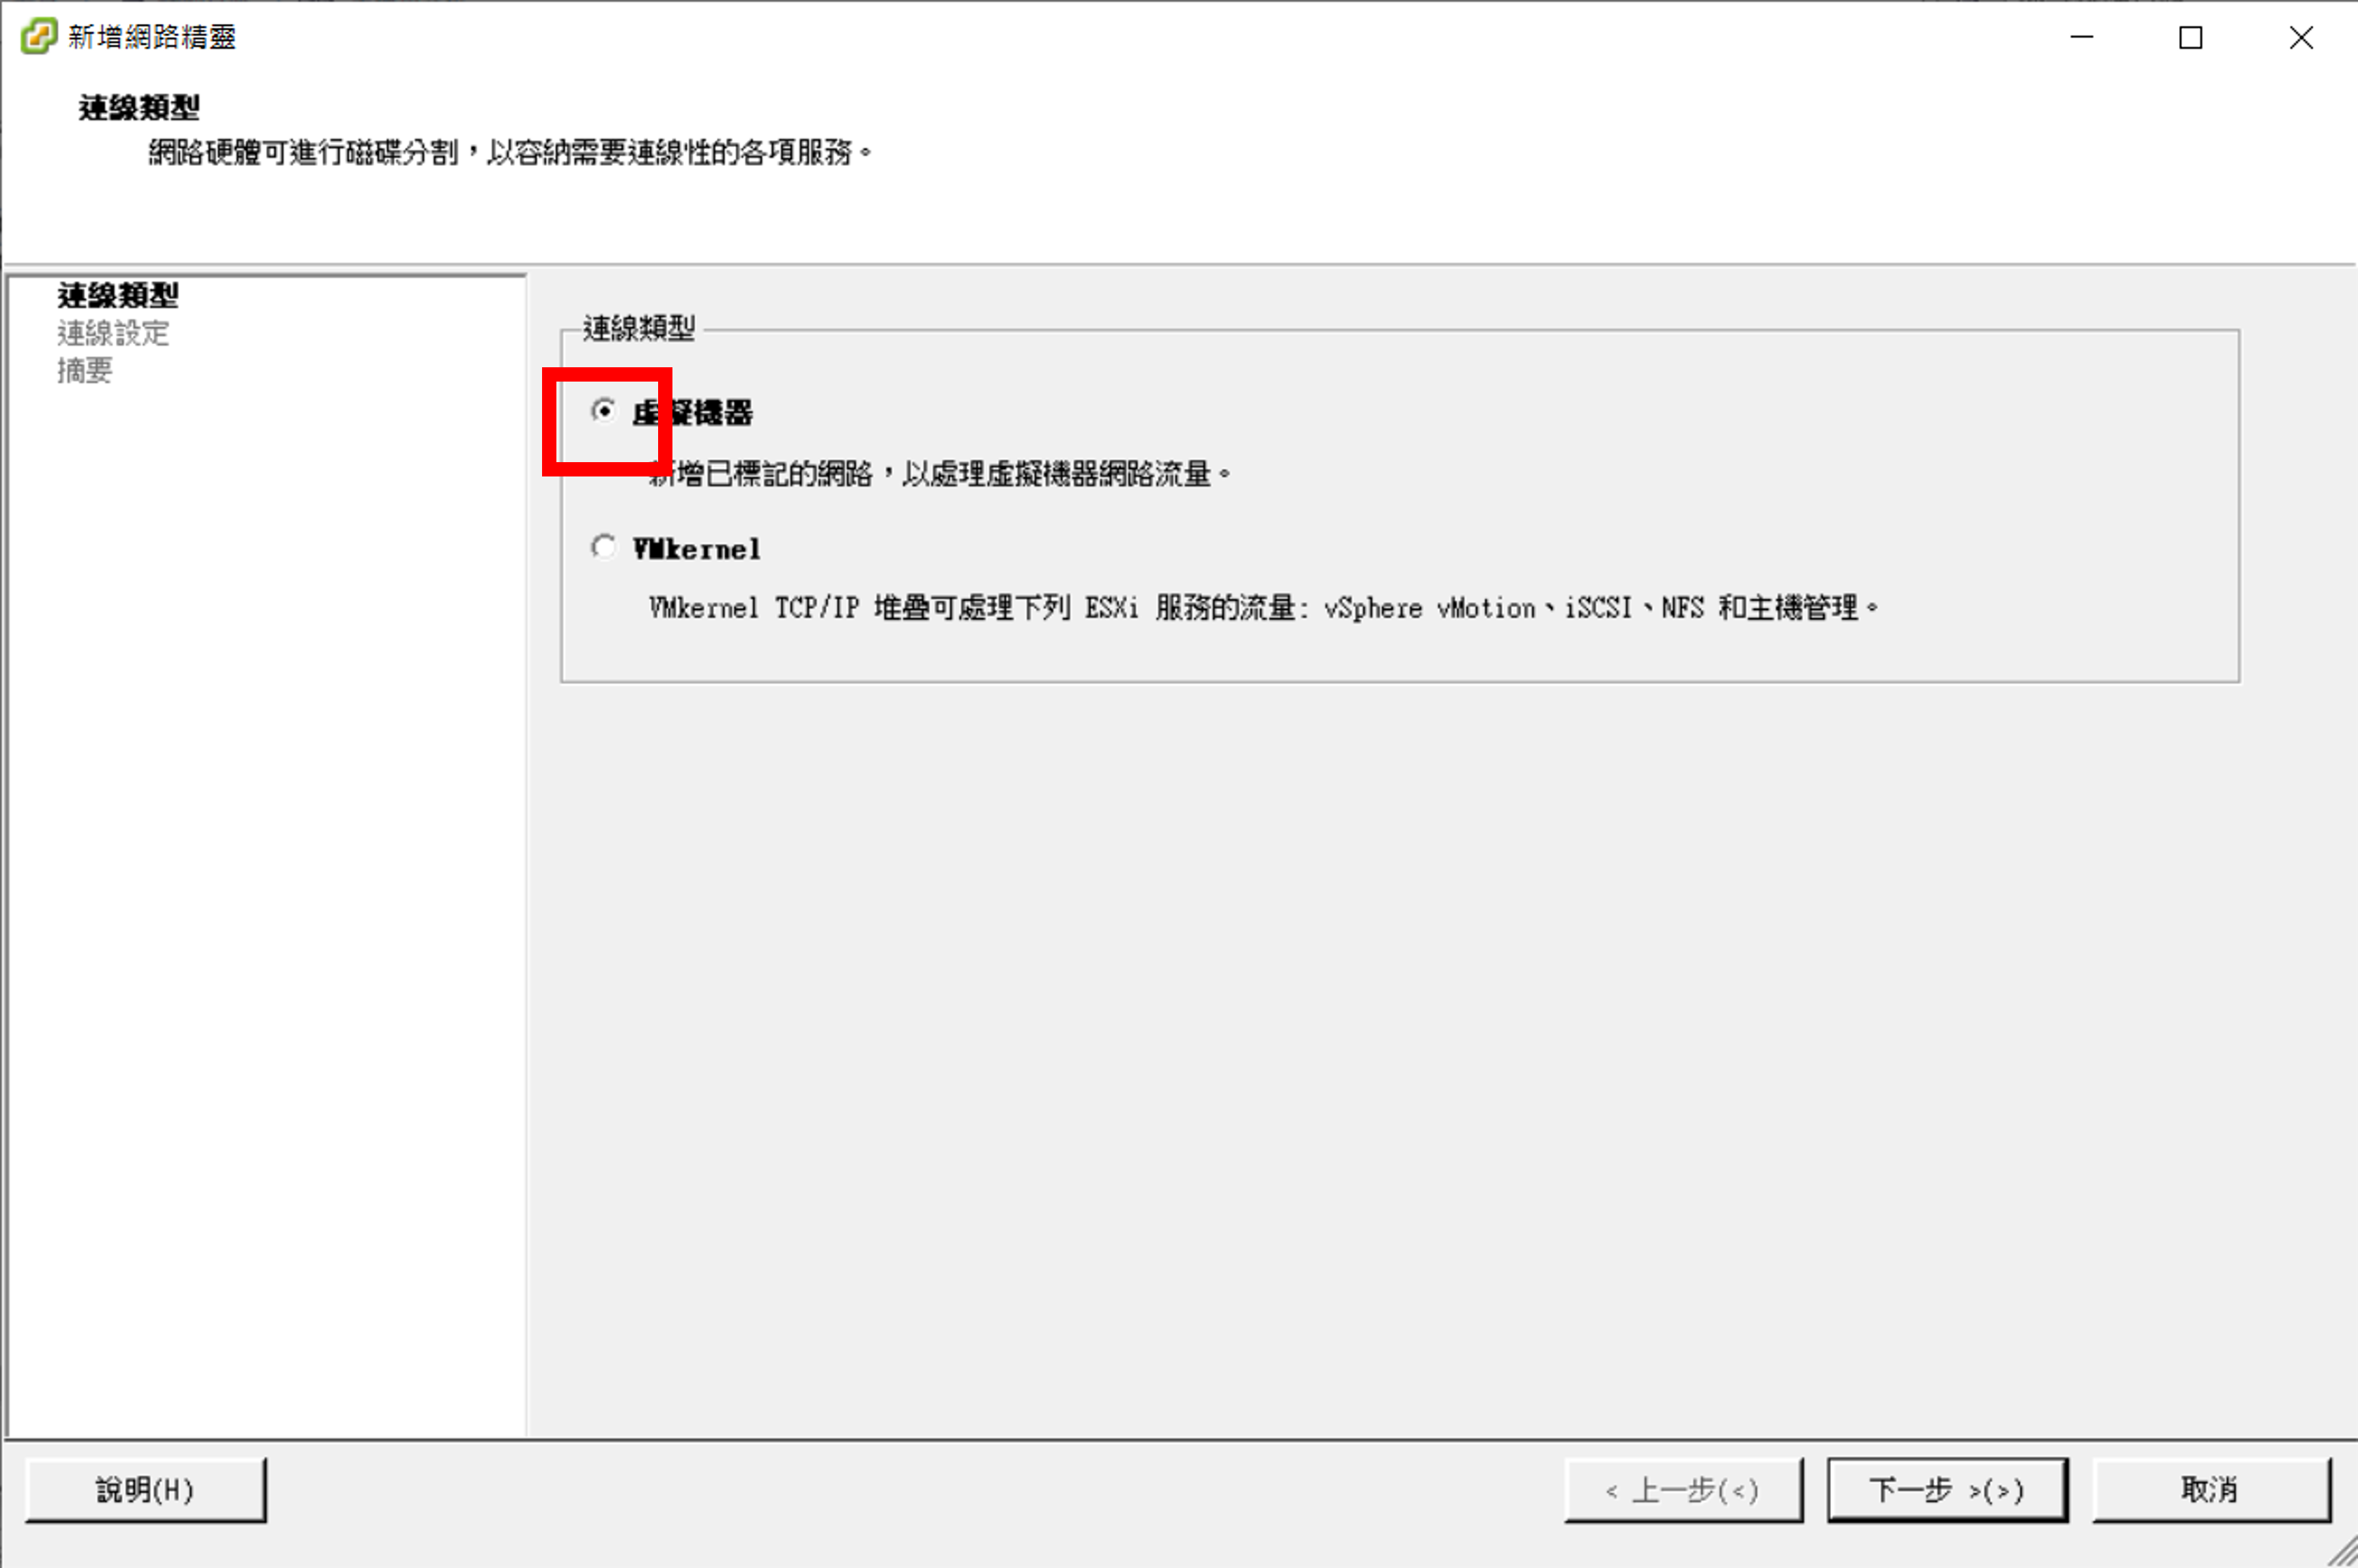 新增網路精靈
連線類型
網路硬體可進行磁碟分割，以容納需要連線性的各項服務。
連線類型
連線設定
摘要
連線類型
虛擬機器
新增已標記的網路，以處理虛擬機器網路流量。
VMkernel
VMkernel TCP/IP 堆疊可處理下列 ESXi 服務的流量: vSphere vMotion、iSCSI、NFS 和主機管理。
說明(H)
< 上一步(<)
下一步 >(>)
取消